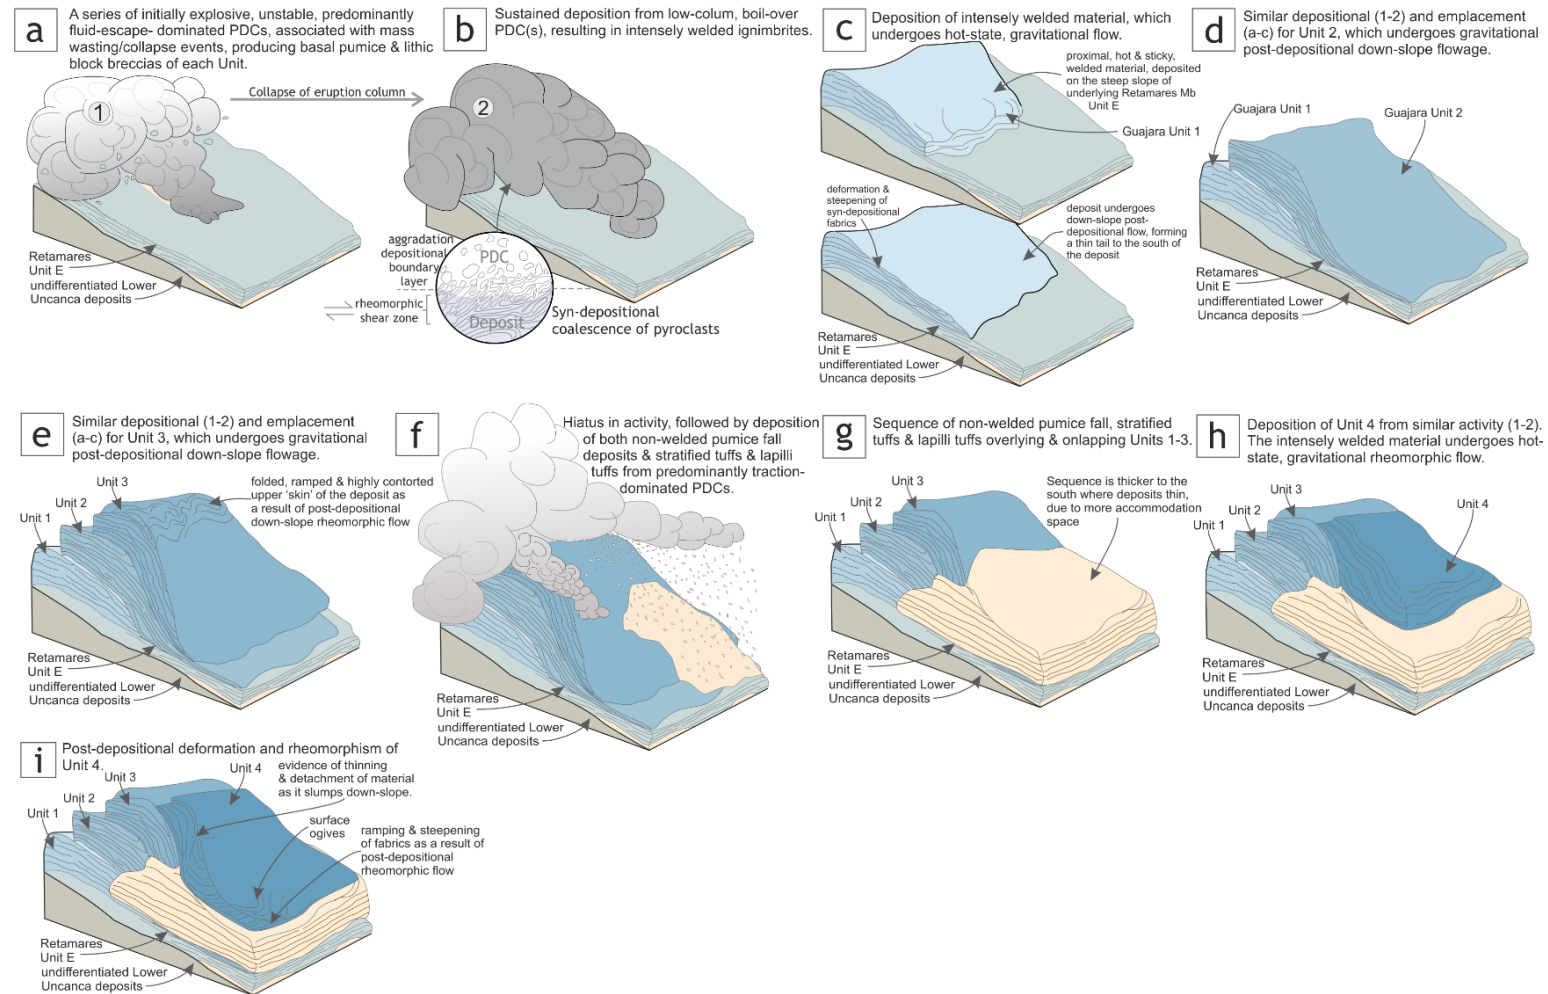 a
A series of initially explosive, unstable, predominantly
fluid-escape- dominated PDCs, associated with mass
wasting/collapse events, producing basal pumice & lithic
block breccias of each Unit.
1
Collapse of eruption column
Retamares
Unit E
undifferentiated Lower
Uncanca deposits
b
Sustained deposition from low-colum, boil-over
PDC(s), resulting in intensely welded ignimbrites.
2
aggradation
depositional
boundary
layer
rheomorphic
shear zone
PDC
Deposit
Syn-depositional
coalescence of pyroclasts
c
Deposition of intensely welded material, which
undergoes hot-state, gravitational flow.
proximal, hot & sticky,
welded material, deposited
on the steep slope of
underlying Retamares Mb
Unit E
Guajara Unit 1
deformation &
steepening of
syn-depositional
fabrics
deposit undergoes
down-slope post-
depositional flow, forming
a thin tail to the south of
the deposit
Retamares
Unit E
undifferentiated Lower
Uncanca deposits
d
Similar depositional (1-2) and emplacement
(a-c) for Unit 2, which undergoes gravitational
post-depositional down-slope flowage.
Guajara Unit 1
Guajara Unit 2
Retamares
Unit E
undifferentiated Lower
Uncanca deposits
e
Similar depositional (1-2) and emplacement
(a-c) for Unit 3, which undergoes gravitational
post-depositional down-slope flowage.
Unit 3
Unit 2
Unit 1
folded, ramped & highly contorted
upper 'skin' of the deposit as
a result of post-depositional
down-slope rheomorphic flow
Retamares
Unit E
undifferentiated Lower
Uncanca deposits
f
Hiatus in activity, followed by deposition
of both non-welded pumice fall
deposits & stratified tuffs & lapilli
tuffs from predominantly traction-
dominated PDCs.
Retamares
Unit E
undifferentiated Lower
Uncanca deposits
g
Sequence of non-welded pumice fall, stratified
tuffs & lapilli tuffs overlying & onlapping Units 1-3.
Unit 3
Unit 2
Unit 1
Sequence is thicker to the
south where deposits thin,
due to more accommodation
space
Retamares
Unit E
undifferentiated Lower
Uncanca deposits
h
Deposition of Unit 4 from similar activity (1-2).
The intensely welded material undergoes hot-
state, gravitational rheomorphic flow.
Unit 3
Unit 2
Unit 1
Unit 4
Retamares
Unit E
undifferentiated Lower
Uncanca deposits
i
Post-depositional deformation and rheomorphism of
Unit 4.
Unit 3
Unit 2
Unit 1
Unit 4
evidence of thinning
& detachment of material
as it slumps down-slope.
surface
ogives
ramping & steepening
of fabrics as a result of
post-depositional
rheomorphic flow
Retamares
Unit E
undifferentiated Lower
Uncanca deposits